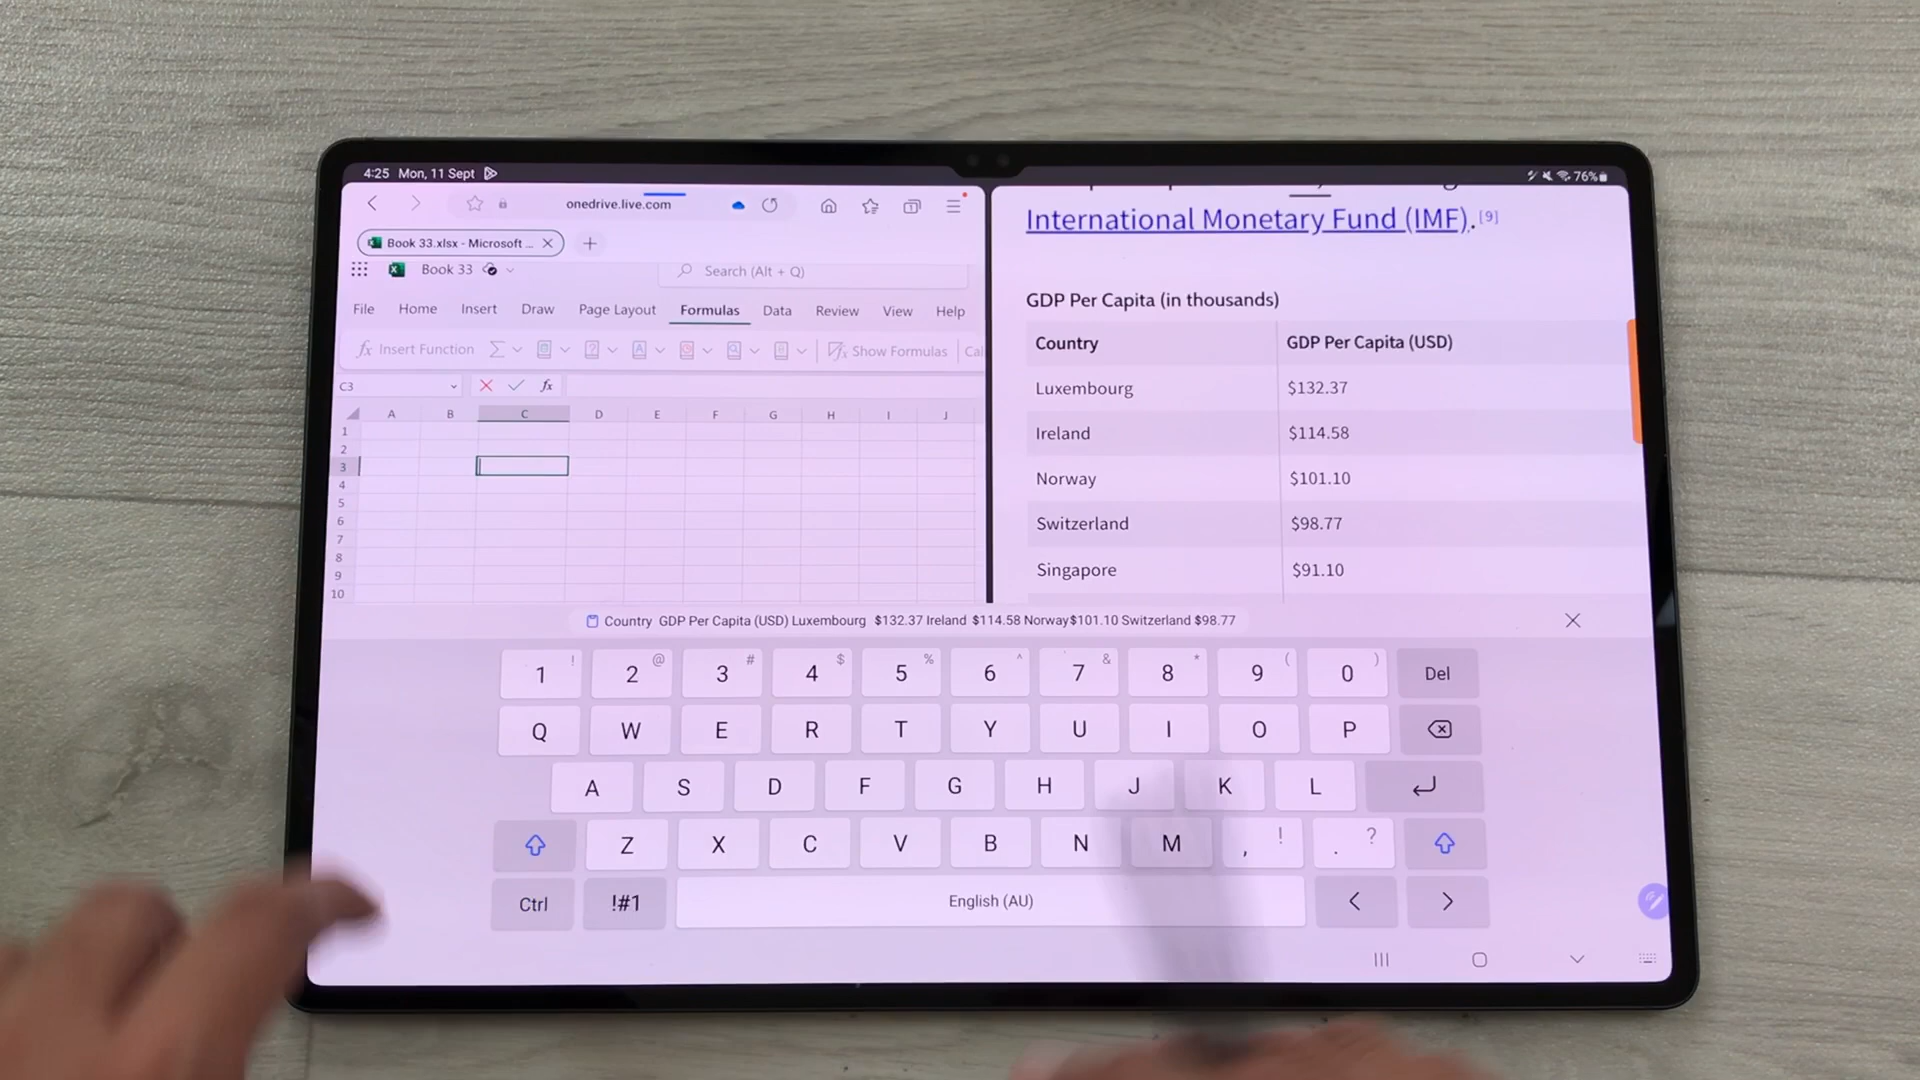 4:25 Mon, 11 Sept
76%
onedrive.live.com
1
Book 33.xlsx - Microsoft ...
Book 33
Search (Alt + Q)
File Home Insert Draw Page Layout Formulas Data Review View Help
fx Insert Function Show Formulas Cal
C3 fx
A B C D E F G H I J
1
2
3
4
5
6
7
8
9
10
International Monetary Fund (IMF).[9]
GDP Per Capita (in thousands)
Country GDP Per Capita (USD)
Luxembourg $132.37
Ireland $114.58
Norway $101.10
Switzerland $98.77
Singapore $91.10
Country GDP Per Capita (USD) Luxembourg $132.37 Ireland $114.58 Norway$101.10 Switzerland $98.77
1 ! 2 @ 3 # 4 $ 5 % 6 ^ 7 & 8 * 9 ( 0 ) Del
Q W E R T Y U I O P
A S D F G H J K L
Z X C V B N M , ! . ?
Ctrl !#1 English (AU) < >